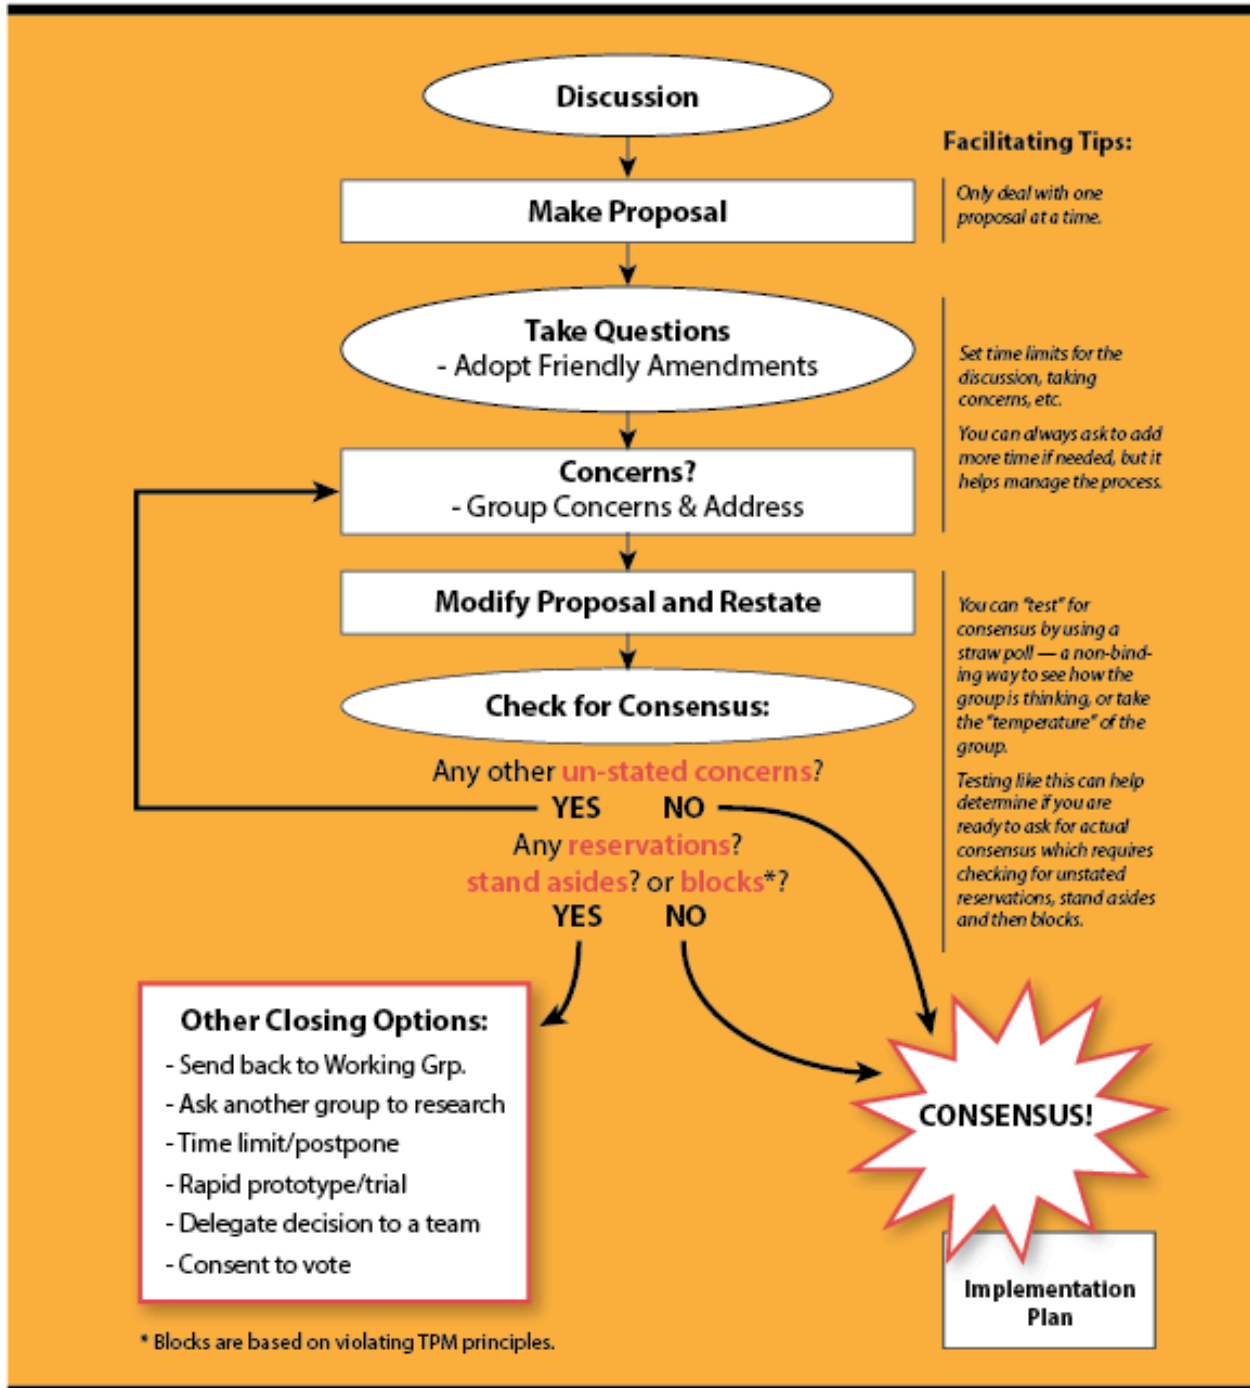 Discussion
Facilitating Tips:
Make Proposal
Only deal with one
proposal at a time.
Take Questions
- Adopt Friendly Amendments
Set time limits for the
discussion, taking
concerns, etc.
You can always ask to add
more time if needed, but it
helps manage the process.
Concerns?
- Group Concerns & Address
Modify Proposal and Restate
You can "test" for
consensus by using a
straw poll — a non-bind-
ing way to see how the
group is thinking, or take
the "temperature" of the
group.
Testing like this can help
determine if you are
ready to ask for actual
consensus which requires
checking for unstated
reservations, stand asides
and then blocks.
Check for Consensus:
Any other un-stated concerns?
YES NO
Any reservations?
stand asides? or blocks*?
YES NO
Other Closing Options:
- Send back to Working Grp.
- Ask another group to research
- Time limit/postpone
- Rapid prototype/trial
- Delegate decision to a team
- Consent to vote
CONSENSUS!
Implementation
Plan
* Blocks are based on violating TPM principles.